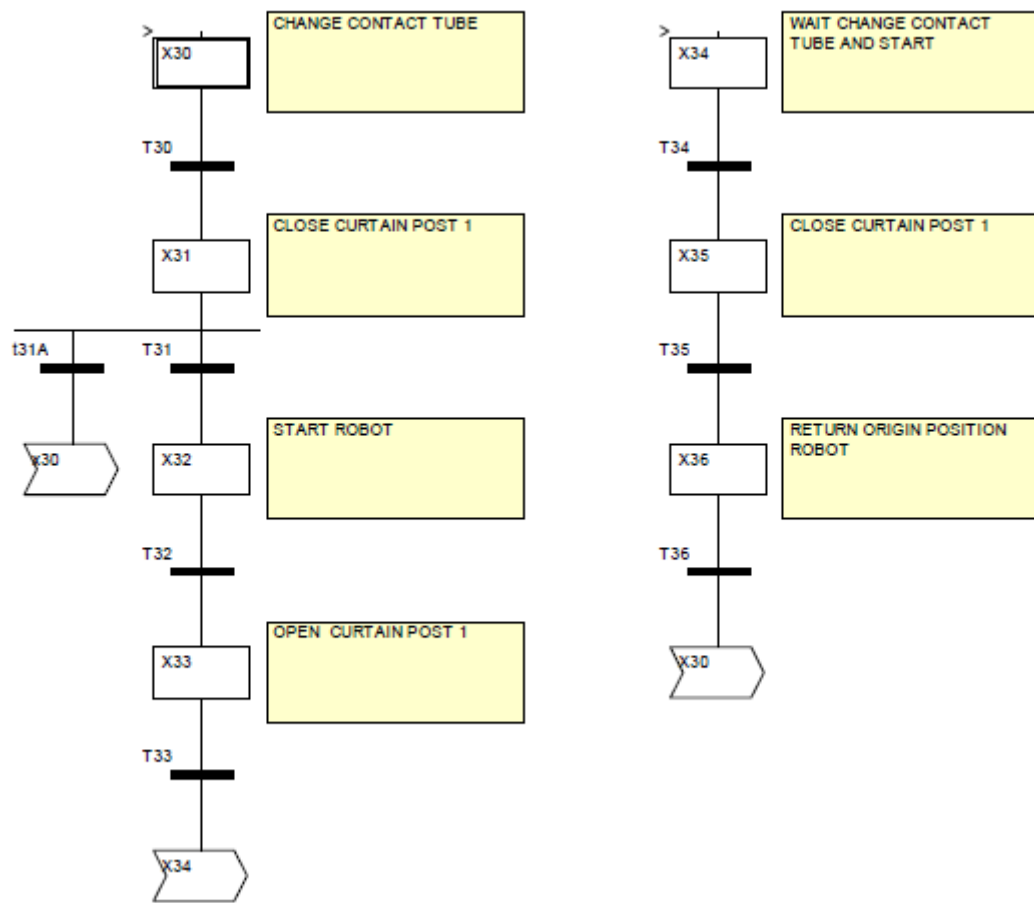 >
X30
CHANGE CONTACT TUBE
T30
X31
CLOSE CURTAIN POST 1
t31A
T31
x30
X32
START ROBOT
T32
X33
OPEN  CURTAIN POST 1
T33
X34
>
X34
WAIT CHANGE CONTACT
TUBE AND START
T34
X35
CLOSE CURTAIN POST 1
T35
X36
RETURN ORIGIN POSITION
ROBOT
T36
X30